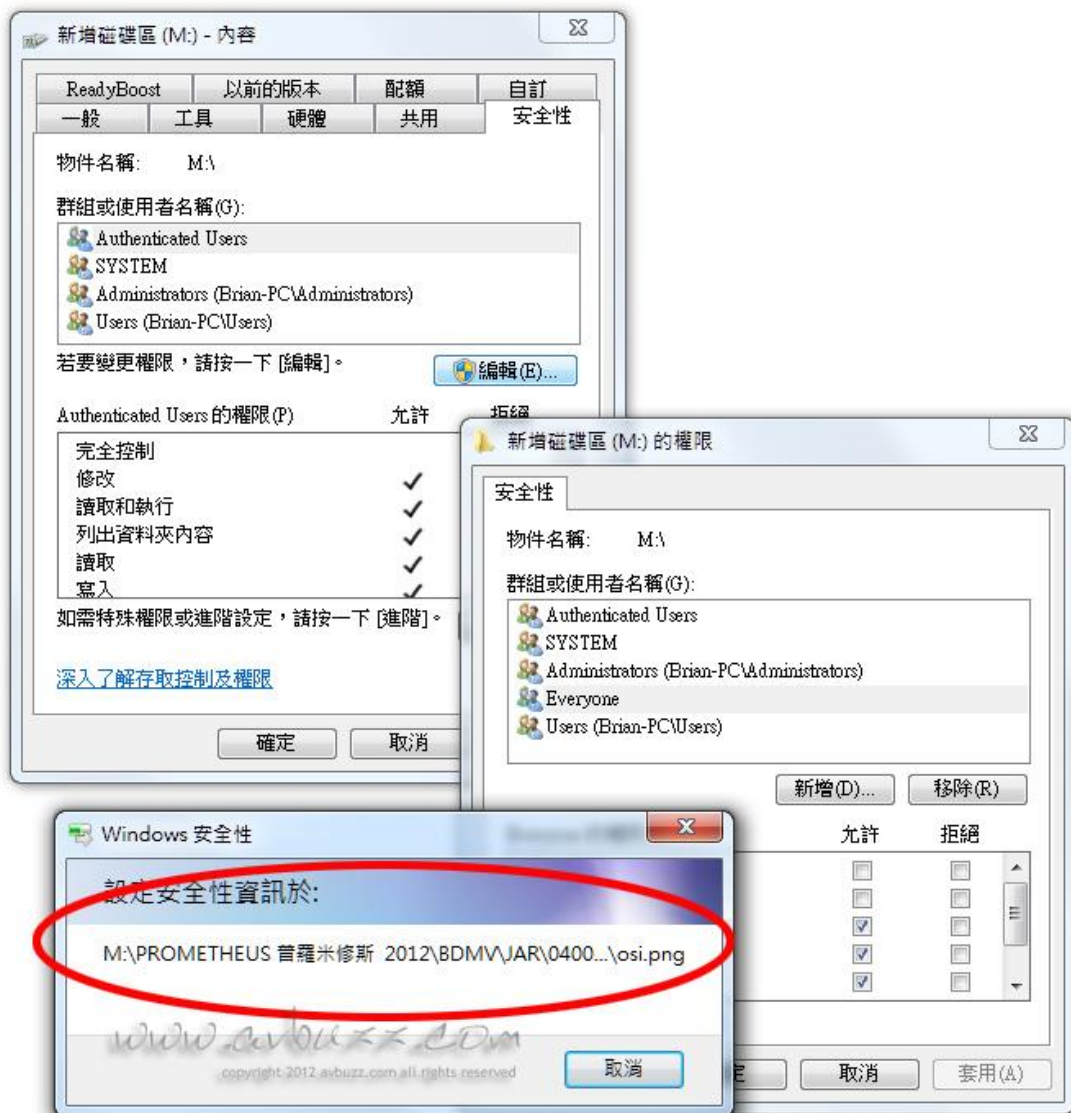 新增磁碟區 (M:) - 內容
ReadyBoost 以前的版本 配額 自訂
一般 工具 硬體 共用 安全性
物件名稱: M:\
群組或使用者名稱(G):
Authenticated Users
SYSTEM
Administrators (Brian-PC\Administrators)
Users (Brian-PC\Users)
若要變更權限，請按一下 [編輯]。
編輯(E)...
Authenticated Users 的權限(P) 允許 拒絕
完全控制
修改
讀取和執行
列出資料夾內容
讀取
寫入
如需特殊權限或進階設定，請按一下 [進階]。
深入了解存取控制及權限
確定 取消
新增磁碟區 (M:) 的權限
安全性
物件名稱: M:\
群組或使用者名稱(G):
Authenticated Users
SYSTEM
Administrators (Brian-PC\Administrators)
Everyone
Users (Brian-PC\Users)
新增(D)... 移除(R)
允許 拒絕
取消 套用(A)
Windows 安全性
設定安全性資訊於:
M:\PROMETHEUS 普羅米修斯 2012\BDMV\JAR\0400...\osi.png
www.avbuzz.com
copyright 2012 avbuzz.com all rights reserved
取消